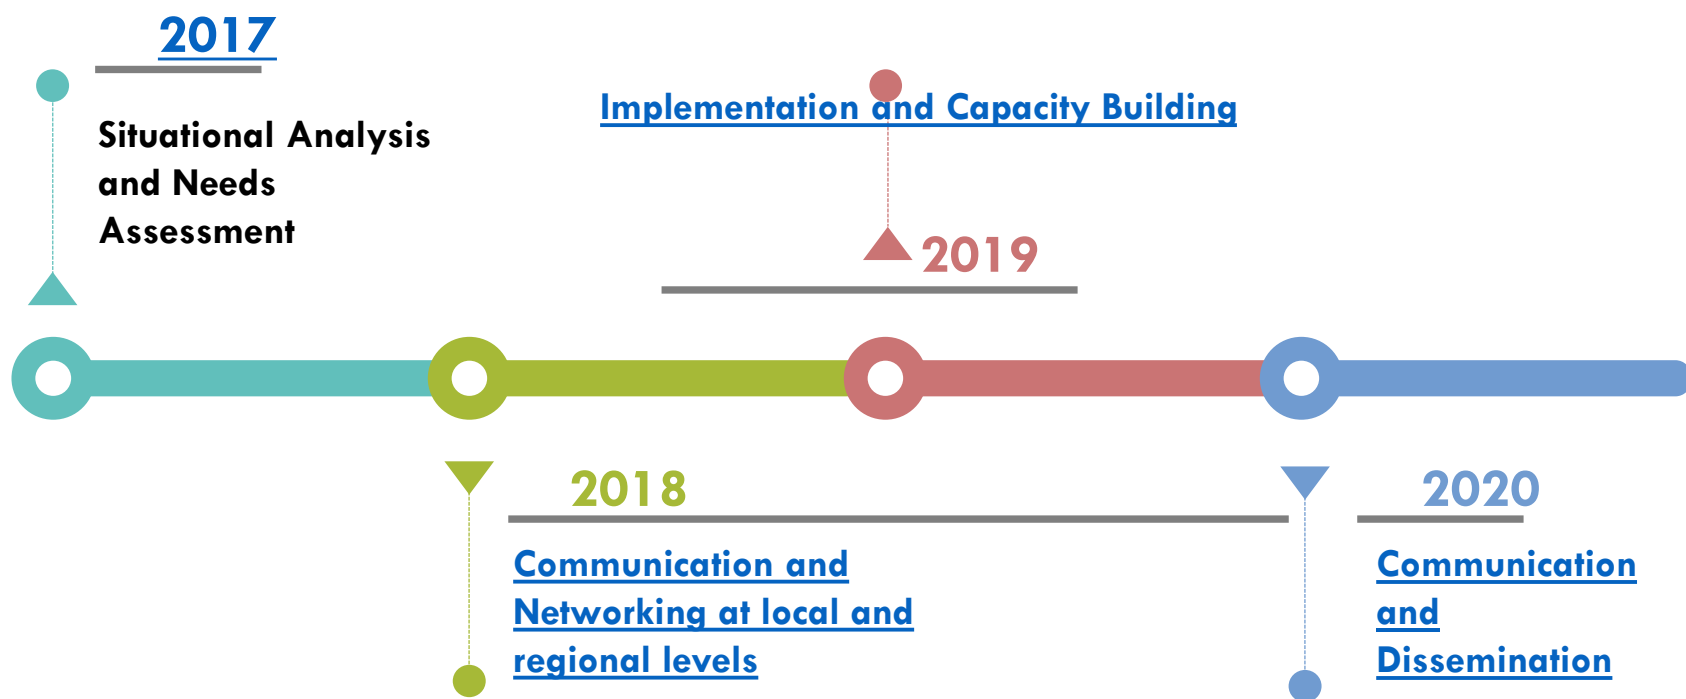 2017
Situational Analysis
and Needs
Assessment
Implementation and Capacity Building
2019
2018
Communication and
Networking at local and
regional levels
2020
Communication
and
Dissemination